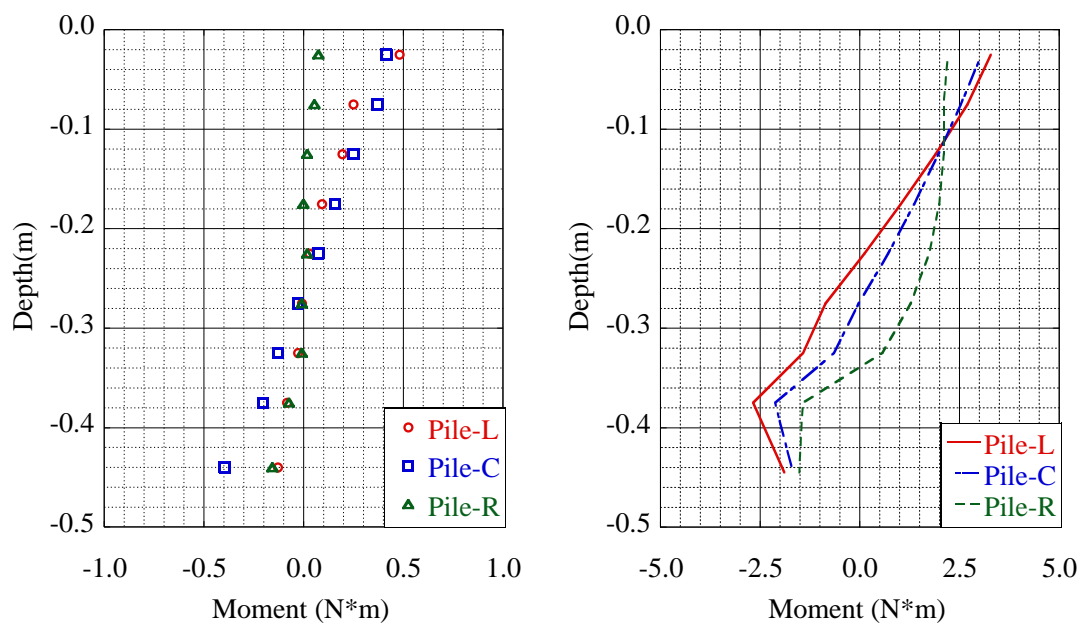 0.0
-0.1
-0.2
-0.3
-0.4
-0.5
Depth(m)
-1.0 -0.5 0.0 0.5 1.0
Moment (N*m)
Pile-L
Pile-C
Pile-R
0.0
-0.1
-0.2
-0.3
-0.4
-0.5
Depth(m)
-5.0 -2.5 0.0 2.5 5.0
Moment (N*m)
Pile-L
Pile-C
Pile-R